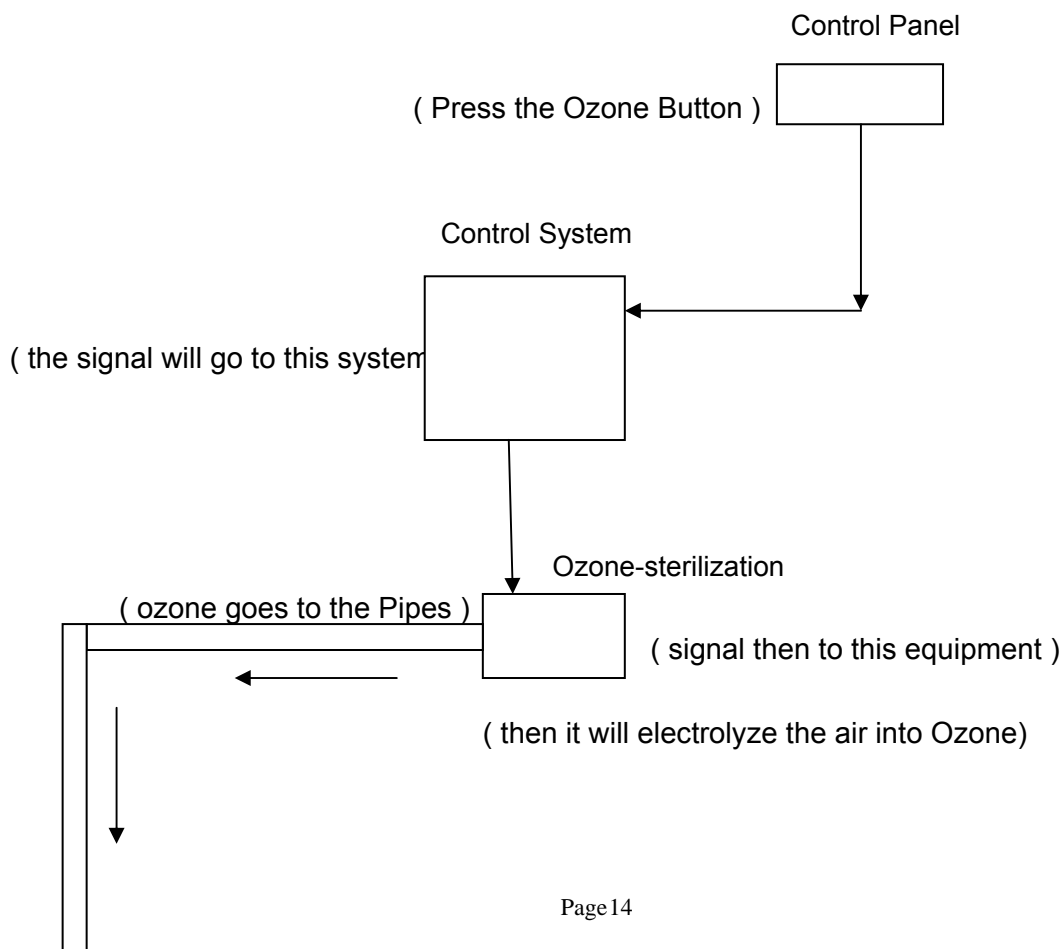 Control Panel
( Press the Ozone Button )
Control System
( the signal will go to this system
Ozone-sterilization
( ozone goes to the Pipes )
( signal then to this equipment )
( then it will electrolyze the air into Ozone)
Page14